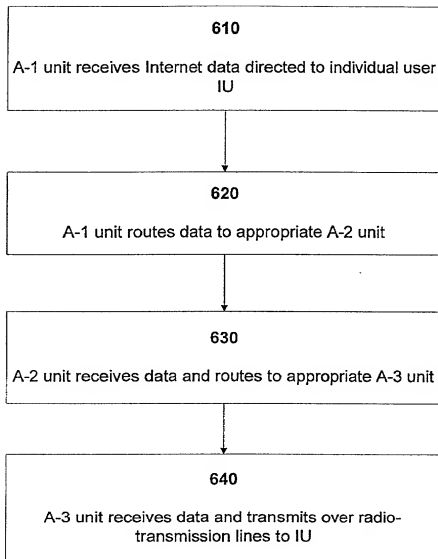 610
A-1 unit receives Internet data directed to individual user
IU
620
A-1 unit routes data to appropriate A-2 unit
630
A-2 unit receives data and routes to appropriate A-3 unit
640
A-3 unit receives data and transmits over radio-
transmission lines to IU